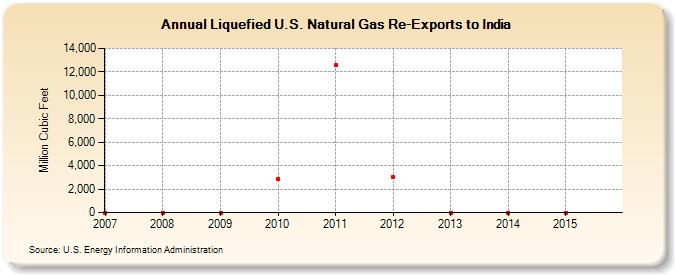 Annual Liquefied U.S. Natural Gas Re-Exports to India
Million Cubic Feet
14,000
12,000
10,000
8,000
6,000
4,000
2,000
0
2007 2008 2009 2010 2011 2012 2013 2014 2015
Source: U.S. Energy Information Administration